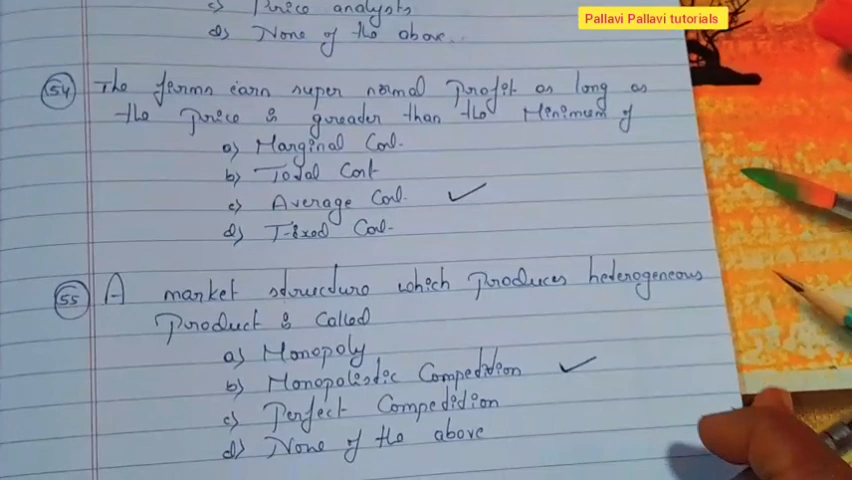 c) Price analysts
Pallavi Pallavi tutorials
d) None of the above..
54 The firms earn super normal Profit as long as
the Price is greader than the Minimum of
a) Marginal Cost.
b) Total Cost
c) Average Cost. ✓
d) Fixed Cost.
55 A market structure which Produces heterogeneous
Product is Called
a) Monopoly
b) Monopolistic Competition ✓
c) Perfect Competition
d) None of the above